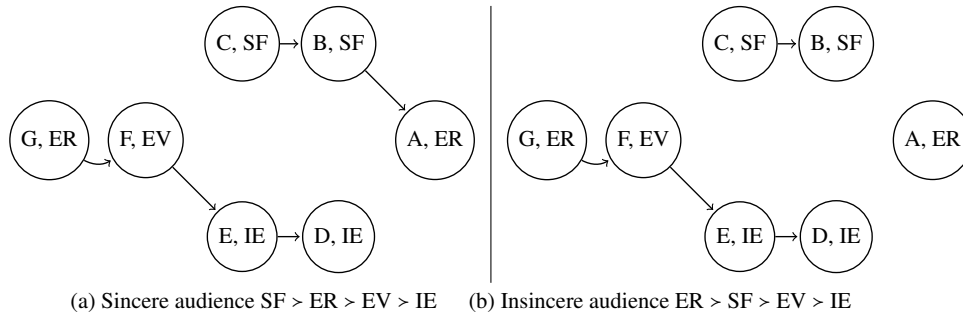 C, SF B, SF C, SF B, SF
G, ER F, EV A, ER G, ER F, EV A, ER
E, IE D, IE E, IE D, IE
(a) Sincere audience SF > ER > EV > IE (b) Insincere audience ER > SF > EV > IE